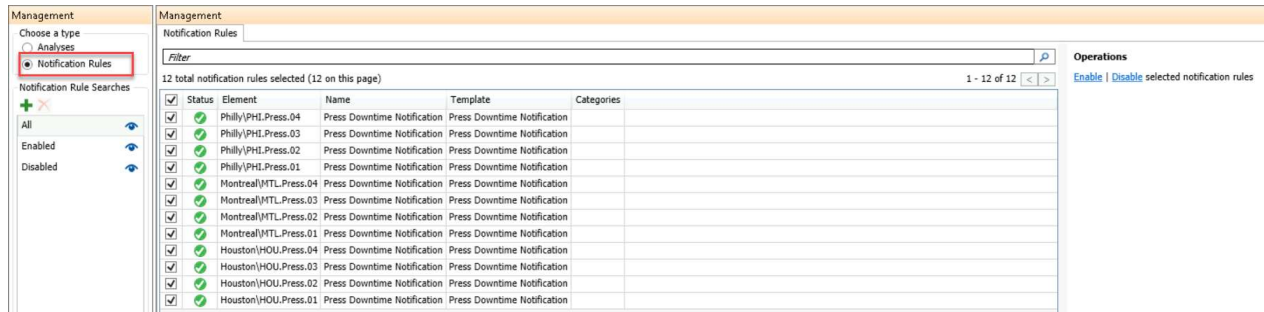 Management
Choose a type
Analyses
Notification Rules
Notification Rule Searches
All
Enabled
Disabled
Management
Notification Rules
Filter
12 total notification rules selected (12 on this page) 1 - 12 of 12 < >
Status Element Name Template Categories
Philly\PHI.Press.04 Press Downtime Notification Press Downtime Notification
Philly\PHI.Press.03 Press Downtime Notification Press Downtime Notification
Philly\PHI.Press.02 Press Downtime Notification Press Downtime Notification
Philly\PHI.Press.01 Press Downtime Notification Press Downtime Notification
Montreal\MTL.Press.04 Press Downtime Notification Press Downtime Notification
Montreal\MTL.Press.03 Press Downtime Notification Press Downtime Notification
Montreal\MTL.Press.02 Press Downtime Notification Press Downtime Notification
Montreal\MTL.Press.01 Press Downtime Notification Press Downtime Notification
Houston\HOU.Press.04 Press Downtime Notification Press Downtime Notification
Houston\HOU.Press.03 Press Downtime Notification Press Downtime Notification
Houston\HOU.Press.02 Press Downtime Notification Press Downtime Notification
Houston\HOU.Press.01 Press Downtime Notification Press Downtime Notification
Operations
Enable | Disable selected notification rules